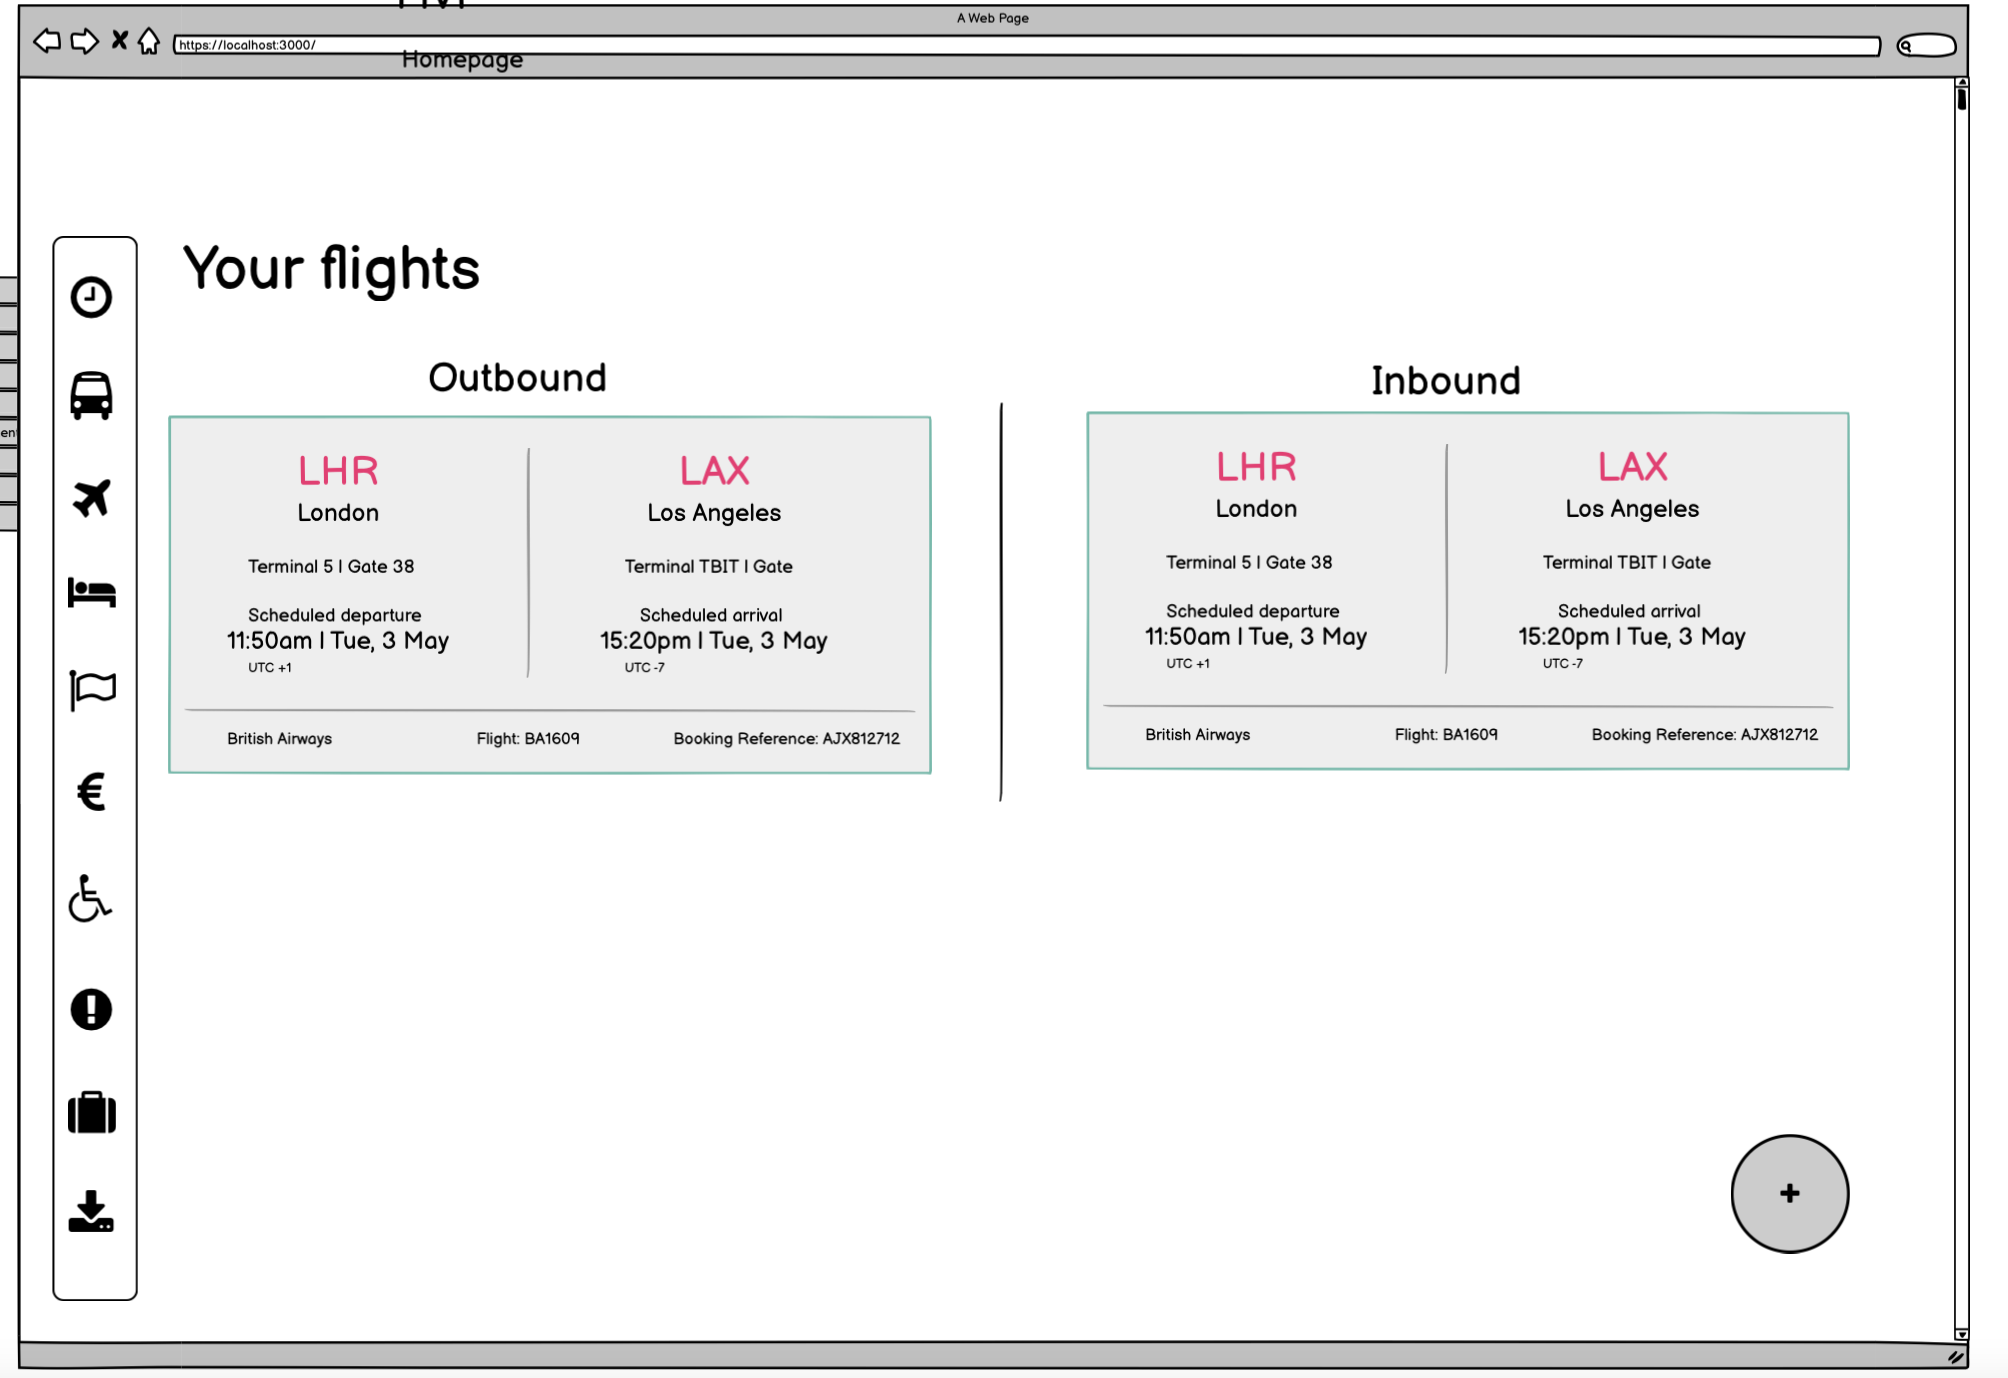 A Web Page
https://localhost:3000/
Homepage
Your flights
Outbound
LHR
London
Terminal 5 | Gate 38
Scheduled departure
11:50am | Tue, 3 May
UTC +1
LAX
Los Angeles
Terminal TBIT | Gate
Scheduled arrival
15:20pm | Tue, 3 May
UTC -7
British Airways
Flight: BA1609
Booking Reference: AJX812712
Inbound
LHR
London
Terminal 5 | Gate 38
Scheduled departure
11:50am | Tue, 3 May
UTC +1
LAX
Los Angeles
Terminal TBIT | Gate
Scheduled arrival
15:20pm | Tue, 3 May
UTC -7
British Airways
Flight: BA1609
Booking Reference: AJX812712